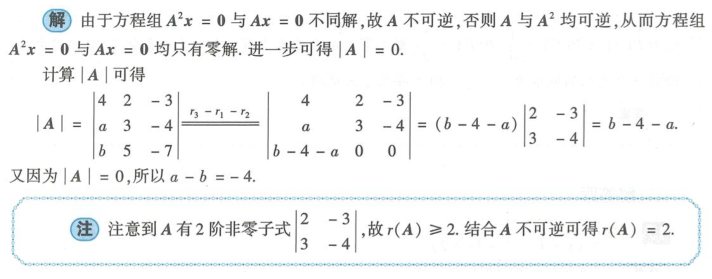 解 由于方程组 A²x = 0 与 Ax = 0 不同解,故 A 不可逆,否则 A 与 A² 均可逆,从而方程组
A²x = 0 与 Ax = 0 均只有零解. 进一步可得 | A | = 0.
计算 | A | 可得
| A | = | 4 2 -3 ; a 3 -4 ; b 5 -7 | r₃ - r₁ - r₂ ═══ | 4 2 -3 ; a 3 -4 ; b - 4 - a 0 0 | = (b - 4 - a) | 2 -3 ; 3 -4 | = b - 4 - a.
又因为 | A | = 0,所以 a - b = - 4.
注 注意到 A 有 2 阶非零子式 | 2 -3 ; 3 -4 | ,故 r(A) ≥ 2. 结合 A 不可逆可得 r(A) = 2.